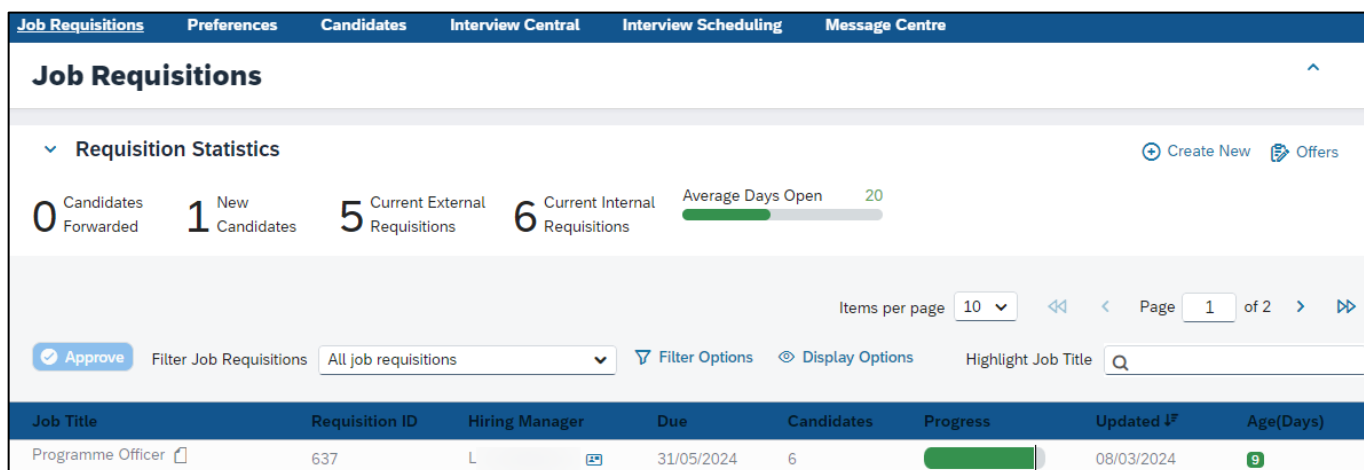 Job Requisitions Preferences Candidates Interview Central Interview Scheduling Message Centre
Job Requisitions
Requisition Statistics Create New Offers
0 Candidates Forwarded 1 New Candidates 5 Current External Requisitions 6 Current Internal Requisitions Average Days Open 20
Items per page 10 Page 1 of 2
Approve Filter Job Requisitions All job requisitions Filter Options Display Options Highlight Job Title
Job Title Requisition ID Hiring Manager Due Candidates Progress Updated Age(Days)
Programme Officer 637 L 31/05/2024 6 08/03/2024 9